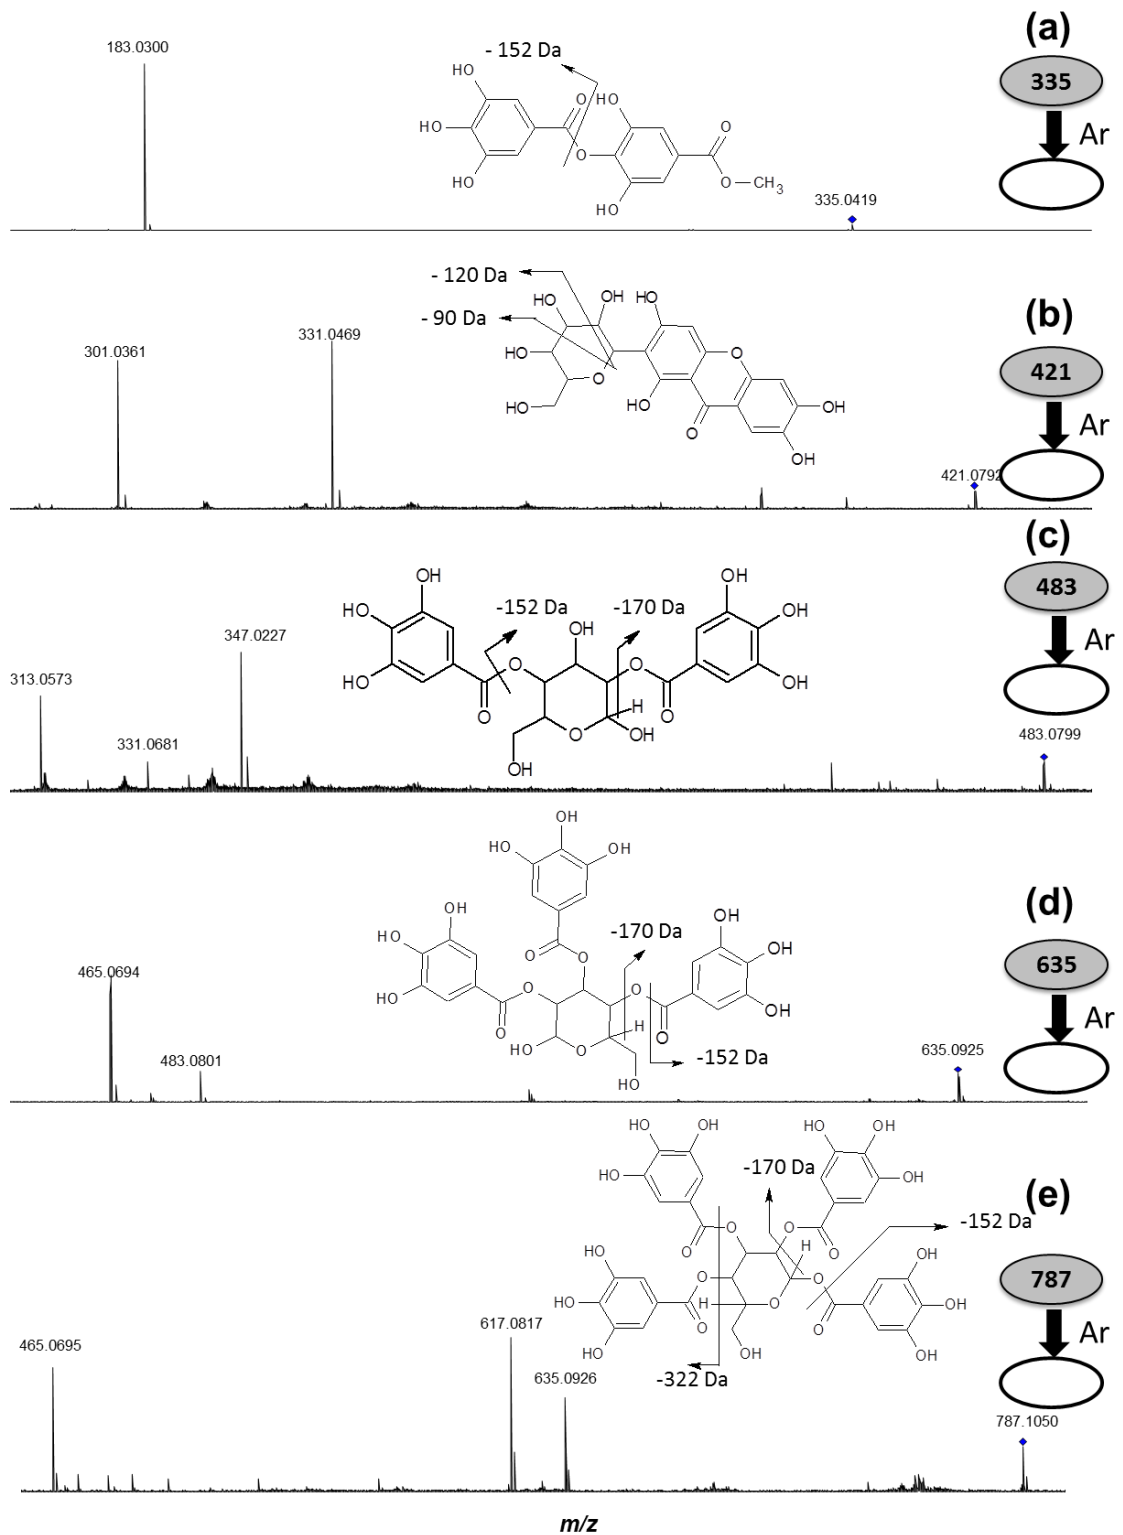 (a)
183.0300
- 152 Da
335
HO
O
HO
HO
O
Ar
HO
O
O
CH3
HO
335.0419
- 120 Da
HO
OH
HO
(b)
- 90 Da
331.0469
301.0361
O
421
HO
O
HO
HO
OH
Ar
O
OH
421.0792
(c)
OH
OH
483
HO
-152 Da
-170 Da
OH
HO
OH
Ar
347.0227
O
O
313.0573
HO
OH
O
H
O
331.0681
O
OH
483.0799
OH
OH
HO
OH
(d)
OH
OH
-170 Da
HO
O
O
OH
635
465.0694
HO
O
O
HO
OH
Ar
O
H
O
483.0801
HO
O
-152 Da
635.0925
HO
HO
OH
HO
OH
-170 Da
HO
OH
(e)
O
O
-152 Da
O
O
H
HO
OH
787
HO
O
O
H
O
O
OH
465.0695
617.0817
O
O
Ar
HO
OH
OH
635.0926
-322 Da
787.1050
m/z